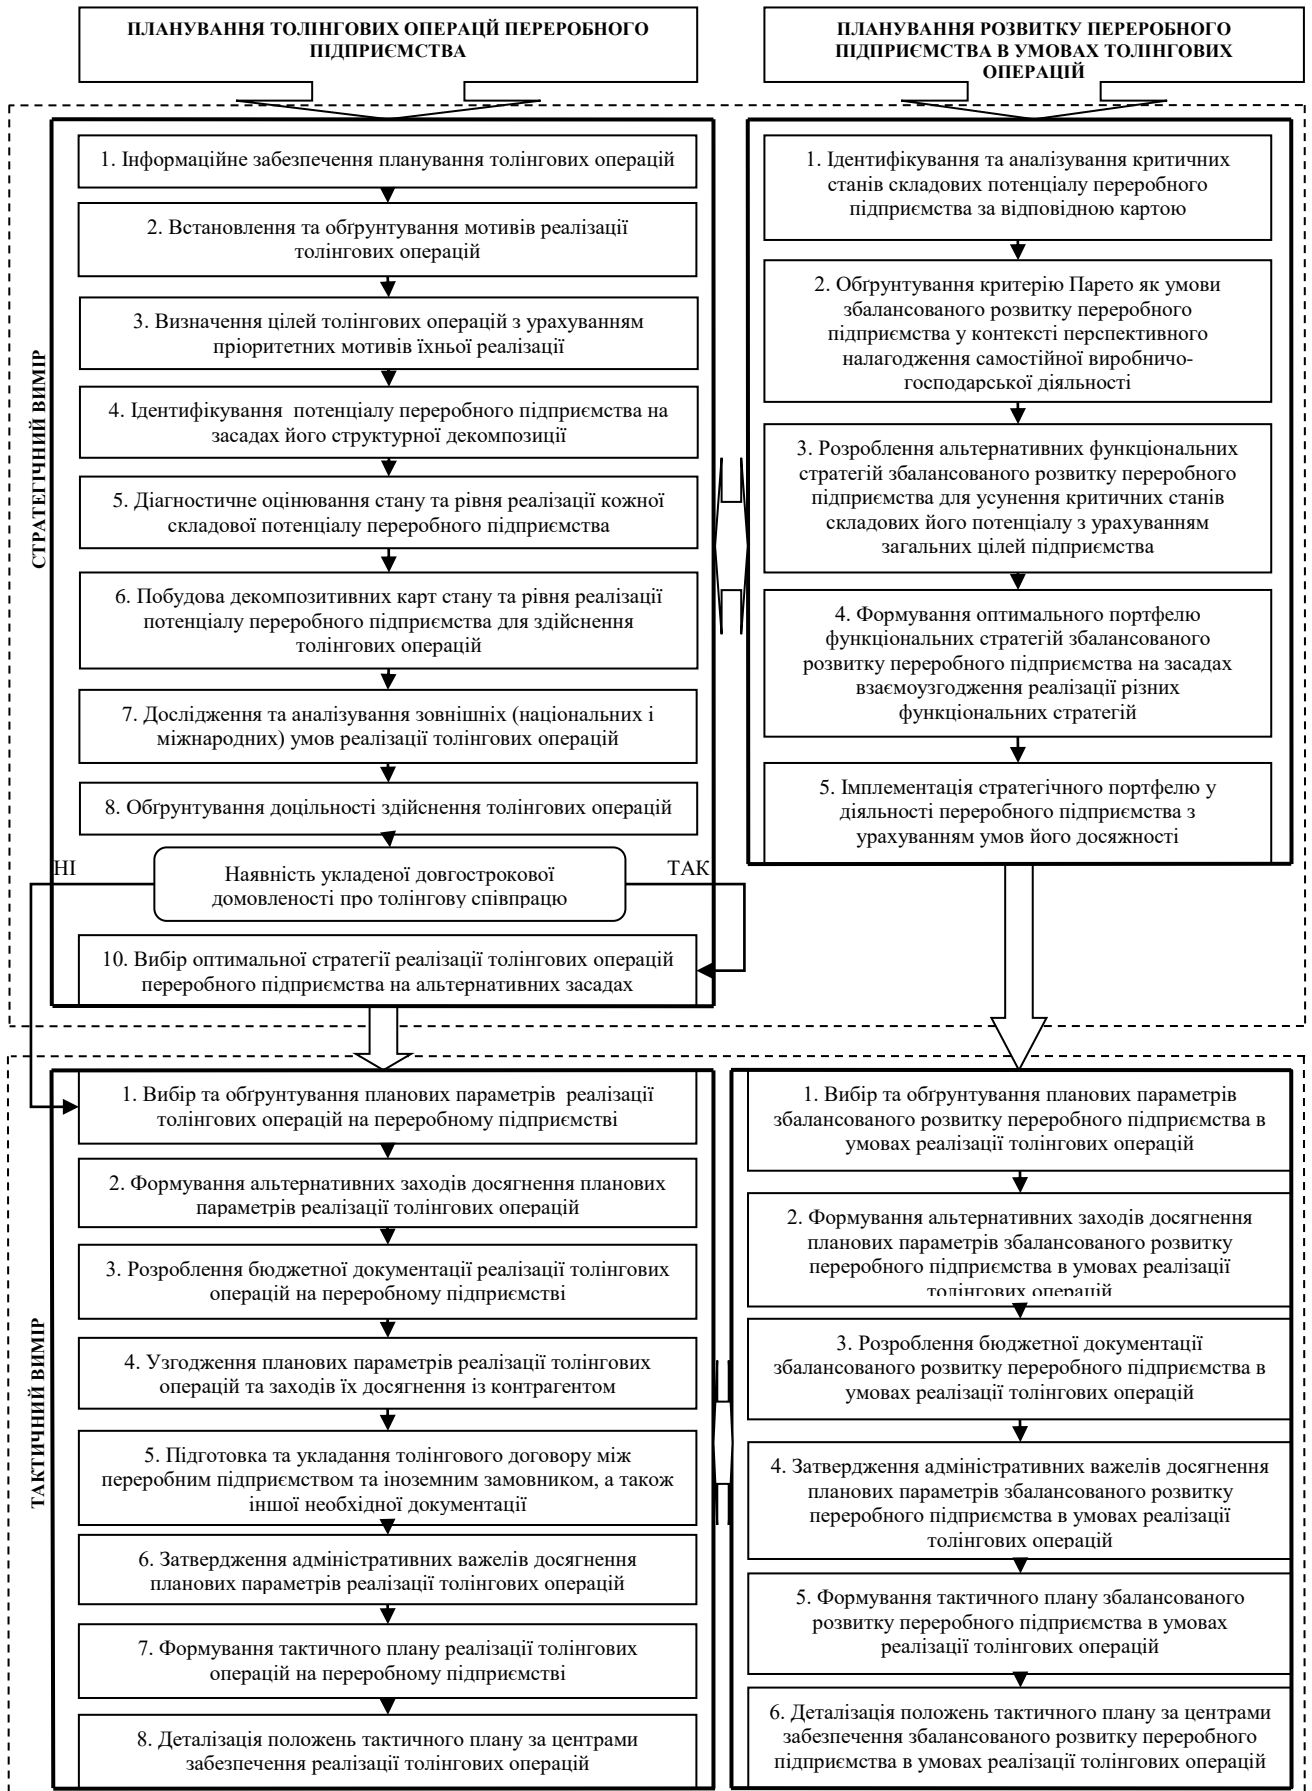 ПЛАНУВАННЯ ТОЛІНГОВИХ ОПЕРАЦЙ ПЕРЕРОБНОГО
ПІДПРИЄМСТВА
ПЛАНУВАННЯ РОЗВИТКУ ПЕРЕРОБНОГО
ПІДПРИЄМСТВА В УМОВАХ ТОЛІНГОВИХ
ОПЕРАЦІЙ
СТРАТЕГІЧНИЙ ВИМІР
1. Інформаційне забезпечення планування толінгових операцій
2. Встановлення та обґрунтування мотивів реалізації
толінгових операцій
3. Визначення цілей толінгових операцій з урахуванням
пріоритетних мотивів їхньої реалізації
4. Ідентифікування потенціалу переробного підприємства на
засадах його структурної декомпозиції
5. Діагностичне оцінювання стану та рівня реалізації кожної
складової потенціалу переробного підприємства
6. Побудова декомпозитивних карт стану та рівня реалізації
потенціалу переробного підприємства для здійснення
толінгових операцій
7. Дослідження та аналізування зовнішніх (національних і
міжнародних) умов реалізації толінгових операцій
8. Обґрунтування доцільності здійснення толінгових операцій
НІ
Наявність укладеної довгострокової
домовленості про толінгову співпрацю
ТАК
10. Вибір оптимальної стратегії реалізації толінгових операцій
переробного підприємства на альтернативних засадах
1. Ідентифікування та аналізування критичних
станів складових потенціалу переробного
підприємства за відповідною картою
2. Обґрунтування критерію Парето як умови
збалансованого розвитку переробного
підприємства у контексті перспективного
налагодження самостійної виробничо-
господарської діяльності
3. Розроблення альтернативних функціональних
стратегій збалансованого розвитку переробного
підприємства для усунення критичних станів
складових його потенціалу з урахуванням
загальних цілей підприємства
4. Формування оптимального портфелю
функціональних стратегій збалансованого
розвитку переробного підприємства на засадах
взаємоузгодження реалізації різних
функціональних стратегій
5. Імплементація стратегічного портфелю у
діяльності переробного підприємства з
урахуванням умов його досяжності
ТАКТИЧНИЙ ВИМІР
1. Вибір та обґрунтування планових параметрів реалізації
толінгових операцій на переробному підприємстві
2. Формування альтернативних заходів досягнення планових
параметрів реалізації толінгових операцій
3. Розроблення бюджетної документації реалізації толінгових
операцій на переробному підприємстві
4. Узгодження планових параметрів реалізації толінгових
операцій та заходів їх досягнення із контрагентом
5. Підготовка та укладання толінгового договору між
переробним підприємством та іноземним замовником, а також
іншої необхідної документації
6. Затвердження адміністративних важелів досягнення
планових параметрів реалізації толінгових операцій
7. Формування тактичного плану реалізації толінгових
операцій на переробному підприємстві
8. Деталізація положень тактичного плану за центрами
забезпечення реалізації толінгових операцій
1. Вибір та обґрунтування планових параметрів
збалансованого розвитку переробного підприємства в
умовах реалізації толінгових операцій
2. Формування альтернативних заходів досягнення
планових параметрів збалансованого розвитку
переробного підприємства в умовах реалізації
толінгових операцій
3. Розроблення бюджетної документації
збалансованого розвитку переробного підприємства в
умовах реалізації толінгових операцій
4. Затвердження адміністративних важелів досягнення
планових параметрів збалансованого розвитку
переробного підприємства в умовах реалізації
толінгових операцій
5. Формування тактичного плану збалансованого
розвитку переробного підприємства в умовах
реалізації толінгових операцій
6. Деталізація положень тактичного плану за центрами
забезпечення збалансованого розвитку переробного
підприємства в умовах реалізації толінгових операцій